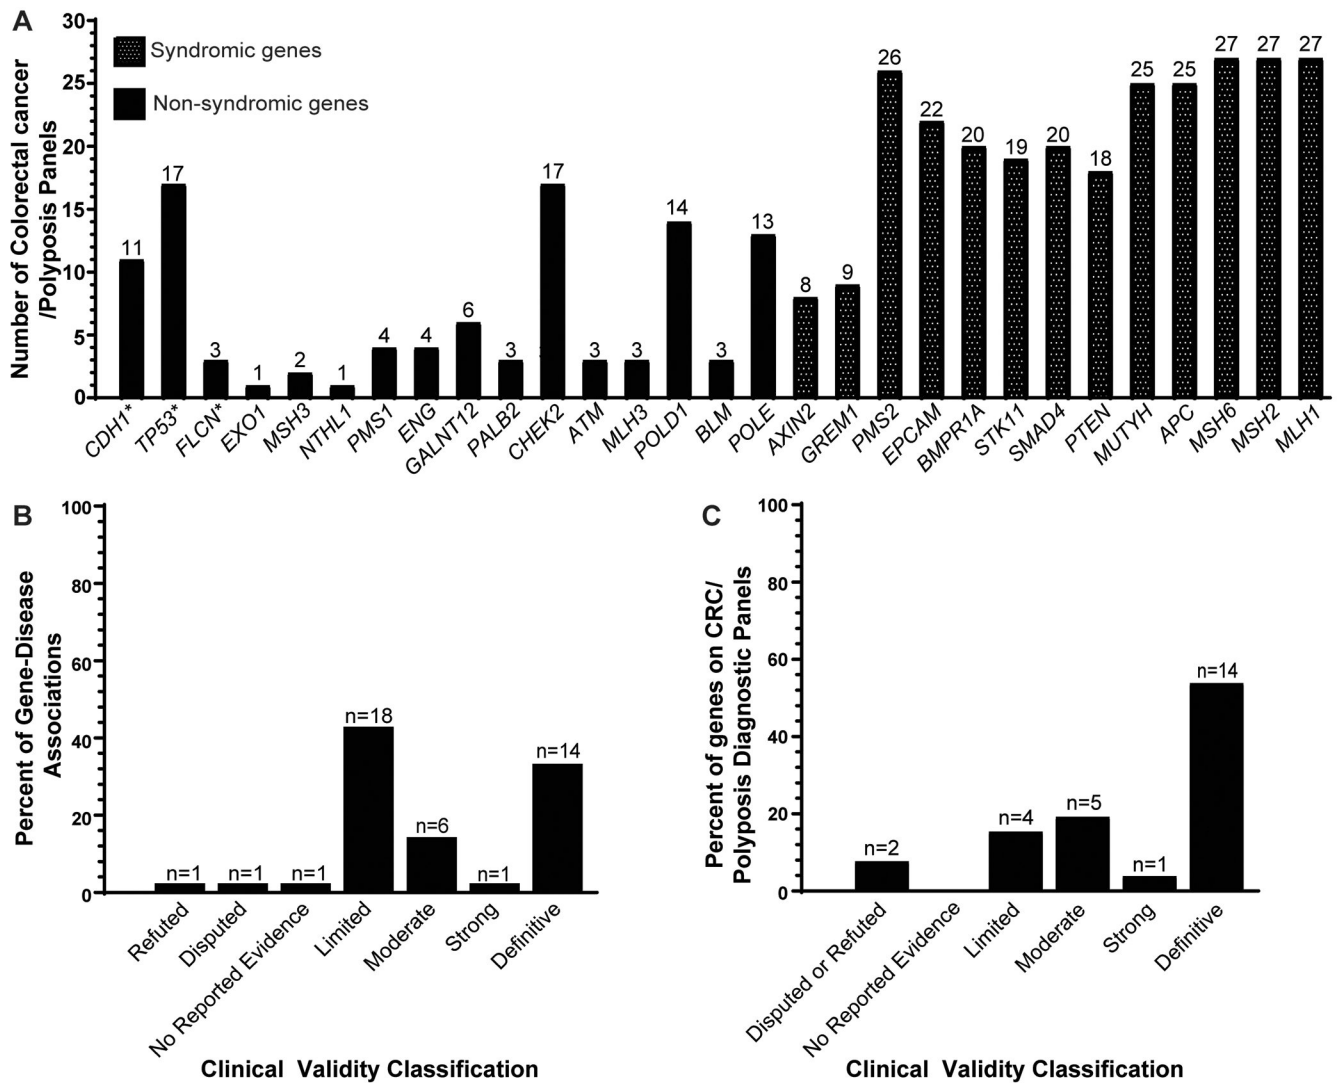 A
Number of Colorectal cancer
/Polyposis Panels
30
25
20
15
10
5
0
Syndromic genes
Non-syndromic genes
11
17
3
1
2
1
4
4
6
3
17
3
3
14
3
13
8
9
26
22
20
19
20
18
25
25
27
27
27
CDH1*
TP53*
FLCN*
EXO1
MSH3
NTHL1
PMS1
ENG
GALNT12
PALB2
CHEK2
ATM
MLH3
POLD1
BLM
POLE
AXIN2
GREM1
PMS2
EPCAM
BMPR1A
STK11
SMAD4
PTEN
MUTYH
APC
MSH6
MSH2
MLH1
B
Percent of Gene-Disease
Associations
100
80
60
40
20
0
n=1
n=1
n=1
n=18
n=6
n=1
n=14
Refuted
Disputed
No Reported Evidence
Limited
Moderate
Strong
Definitive
Clinical Validity Classification
C
Percent of genes on CRC/
Polyposis Diagnostic Panels
100
80
60
40
20
0
n=2
n=4
n=5
n=1
n=14
Disputed or Refuted
No Reported Evidence
Limited
Moderate
Strong
Definitive
Clinical Validity Classification